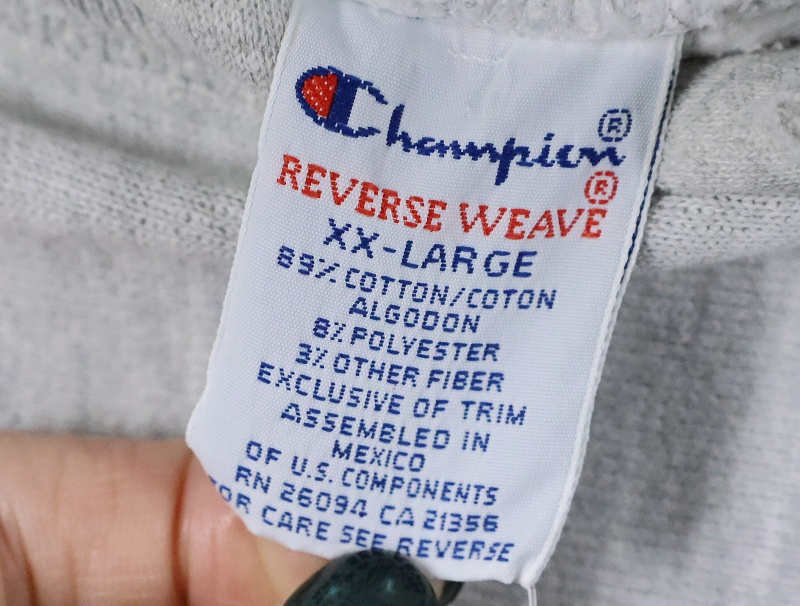 Champion®
REVERSE WEAVE®
XX-LARGE
89% COTTON/COTON
ALGODON
8% POLYESTER
3% OTHER FIBER
EXCLUSIVE OF TRIM
ASSEMBLED IN
MEXICO
OF U.S. COMPONENTS
RN 26094 CA 21356
FOR CARE SEE REVERSE